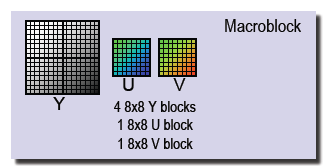 Macroblock
Y
U
V
4 8x8 Y blocks
1 8x8 U block
1 8x8 V block